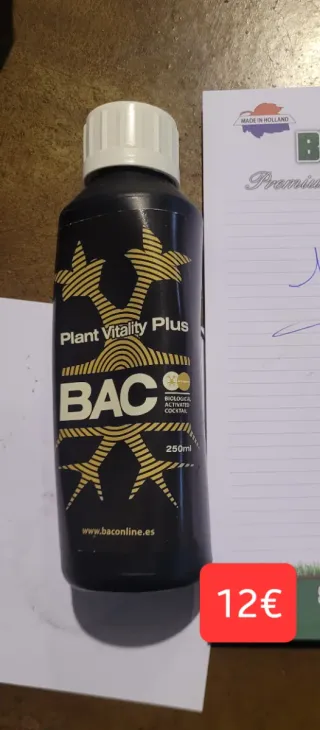 MADE IN HOLLAND
Premiu
Plant Vitality Plus
BAC
BIOLOGICAL
ACTIVATED
COCKTAIL
250ml
www.baconline.es
12€